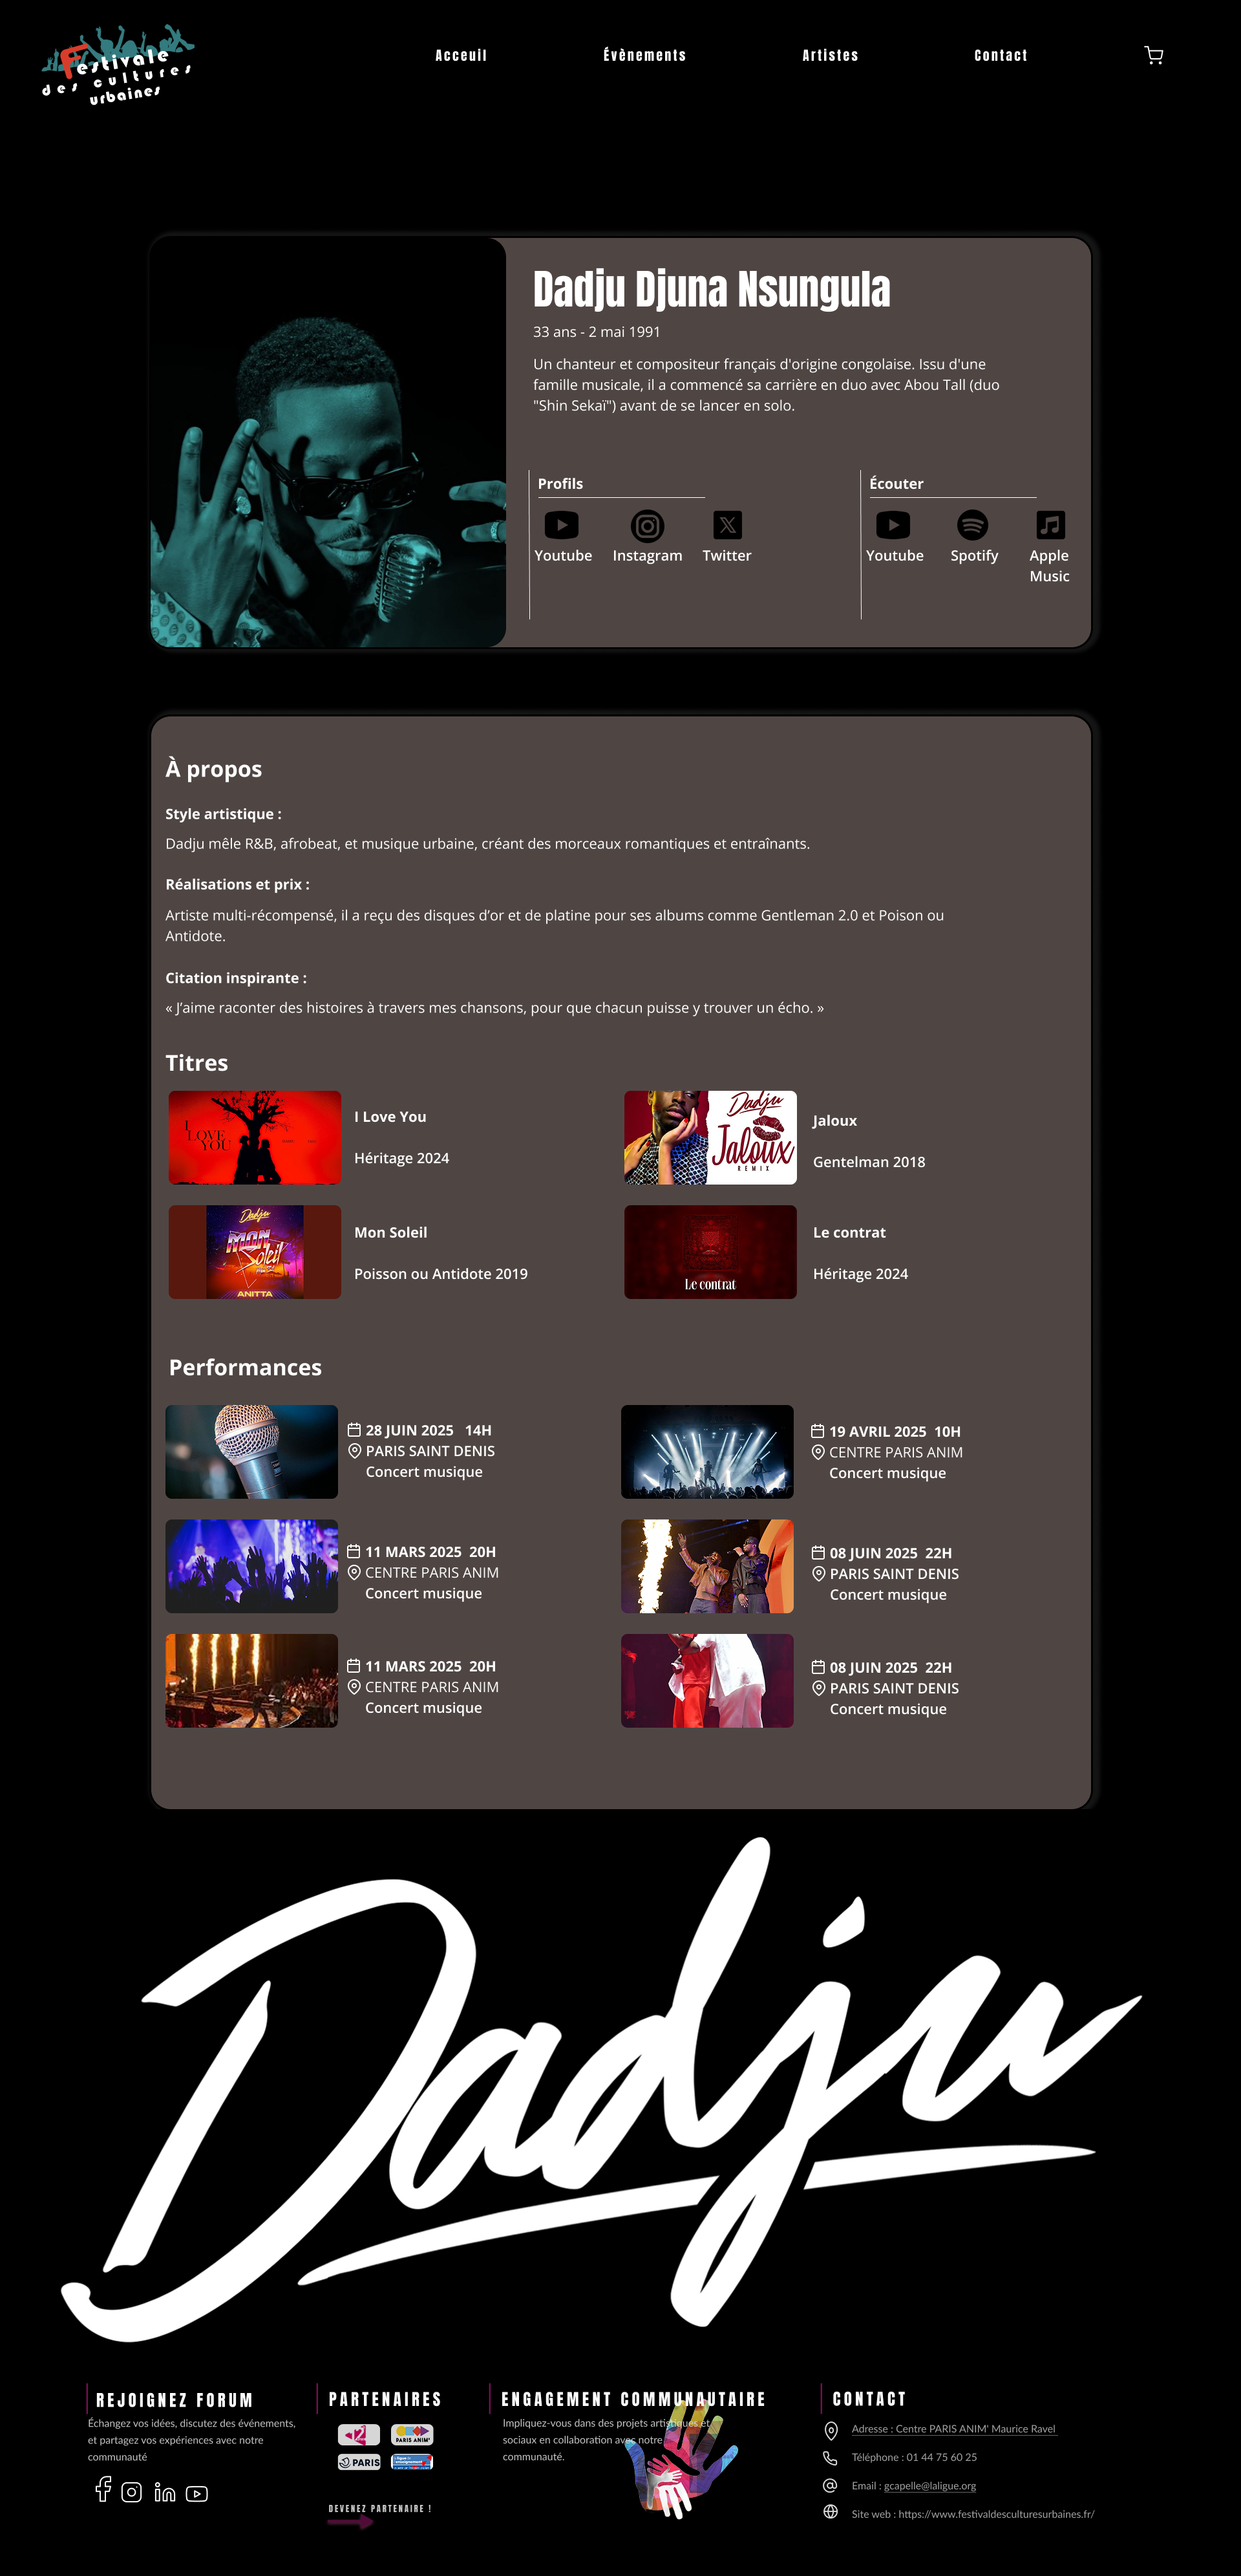 Festivale
des cultures
urbaines
Acceuil
Évènements
Artistes
Contact
Dadju Djuna Nsungula
33 ans - 2 mai 1991
Un chanteur et compositeur français d'origine congolaise. Issu d'une
famille musicale, il a commencé sa carrière en duo avec Abou Tall (duo
"Shin Sekaï") avant de se lancer en solo.
Profils
Youtube
Instagram
Twitter
Écouter
Youtube
Spotify
Apple
Music
À propos
Style artistique :
Dadju mêle R&B, afrobeat, et musique urbaine, créant des morceaux romantiques et entraînants.
Réalisations et prix :
Artiste multi-récompensé, il a reçu des disques d’or et de platine pour ses albums comme Gentleman 2.0 et Poison ou
Antidote.
Citation inspirante :
« J’aime raconter des histoires à travers mes chansons, pour que chacun puisse y trouver un écho. »
Titres
I
LOVE
YOU
I Love You
Héritage 2024
Dadju
Jaloux
REMIX
Jaloux
Gentelman 2018
Dadju
MON
Soleil
ANITTA
Mon Soleil
Poisson ou Antidote 2019
Le contrat
Le contrat
Héritage 2024
Performances
28 JUIN 2025 14H
PARIS SAINT DENIS
Concert musique
19 AVRIL 2025 10H
CENTRE PARIS ANIM
Concert musique
11 MARS 2025 20H
CENTRE PARIS ANIM
Concert musique
08 JUIN 2025 22H
PARIS SAINT DENIS
Concert musique
11 MARS 2025 20H
CENTRE PARIS ANIM
Concert musique
08 JUIN 2025 22H
PARIS SAINT DENIS
Concert musique
Dadju
REJOIGNEZ FORUM
Échangez vos idées, discutez des événements,
et partagez vos expériences avec notre
communauté
PARTENAIRES
2
PARIS ANIM'
PARIS
DEVENEZ PARTENAIRE !
ENGAGEMENT COMMUNAUTAIRE
Impliquez-vous dans des projets artistiques et
sociaux en collaboration avec notre
communauté.
CONTACT
Adresse : Centre PARIS ANIM' Maurice Ravel
Téléphone : 01 44 75 60 25
Email : gcapelle@laligue.org
Site web : https://www.festivaldesculturesurbaines.fr/